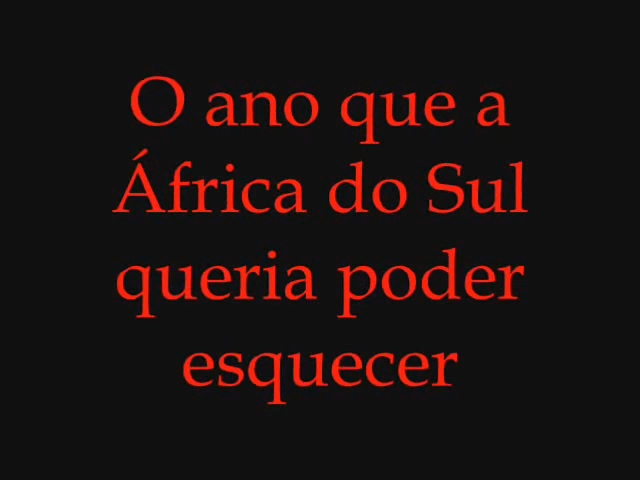 O ano que a
África do Sul
queria poder
esquecer